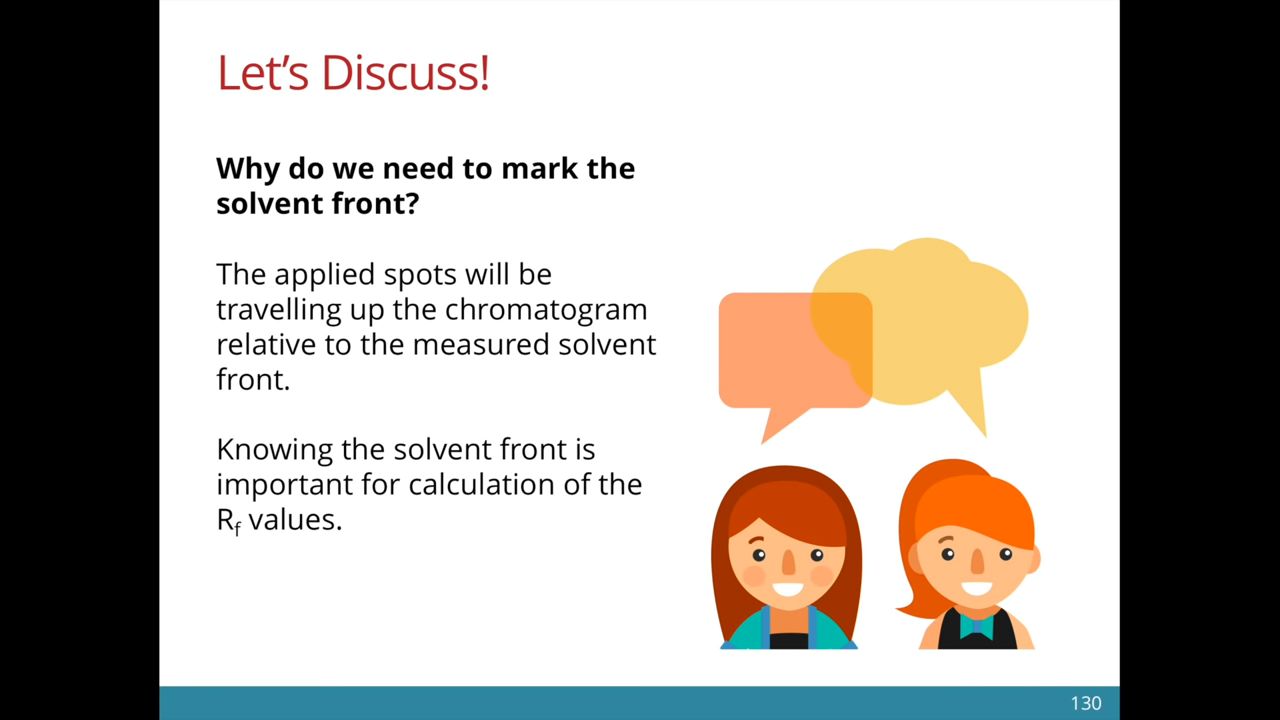 Let’s Discuss!
Why do we need to mark the
solvent front?
The applied spots will be
travelling up the chromatogram
relative to the measured solvent
front.
Knowing the solvent front is
important for calculation of the
Rf values.
130